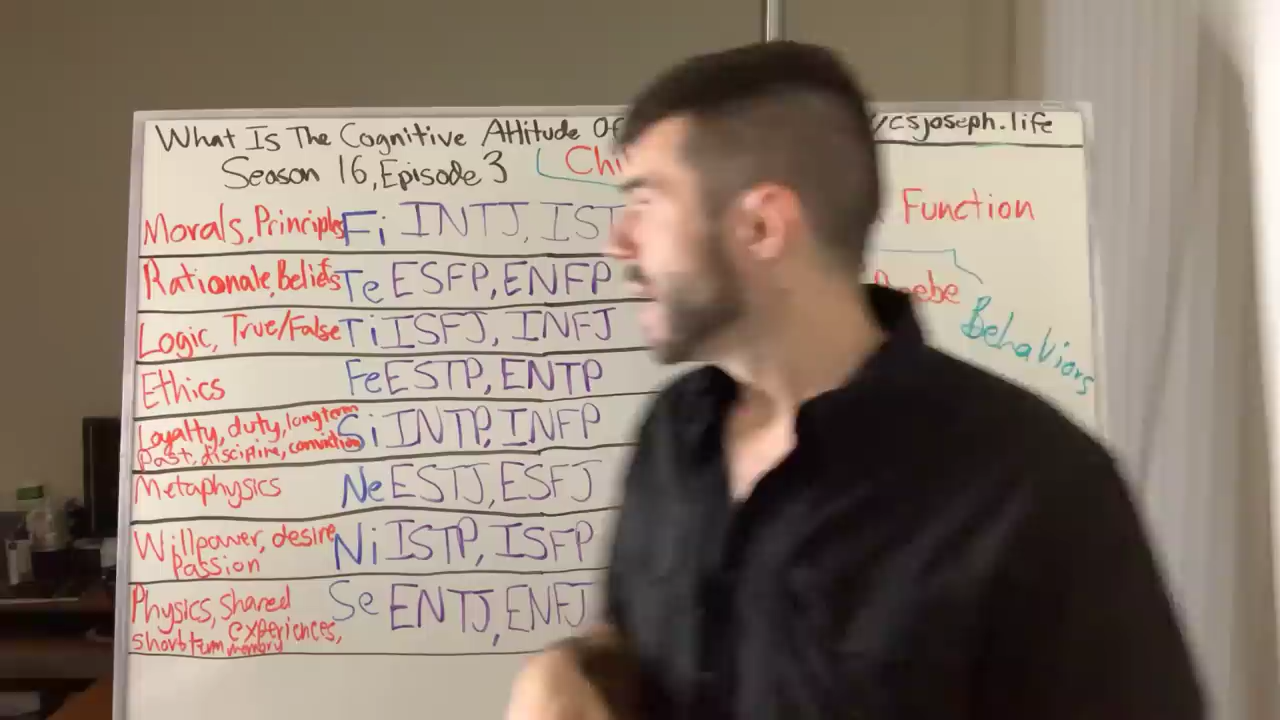 What Is The Cognitive Attitude Of
/csjoseph.life
Season 16, Episode 3
Function
Morals, Principles Fi INTJ, IST
Rationale, Beliefs Te ESFP, ENFP
Logic, True/False Ti ISFJ, INFJ
Behaviors
Ethics Fe ESTP, ENTP
Loyalty, duty, longterm Si INTP, INFP
past, discipline,
Metaphysics Ne ESTJ, ESFJ
Willpower, desire, Ni ISTP, ISFP
Passion
Physics, shared Se ENTJ, ENFJ
experiences,
short term memory